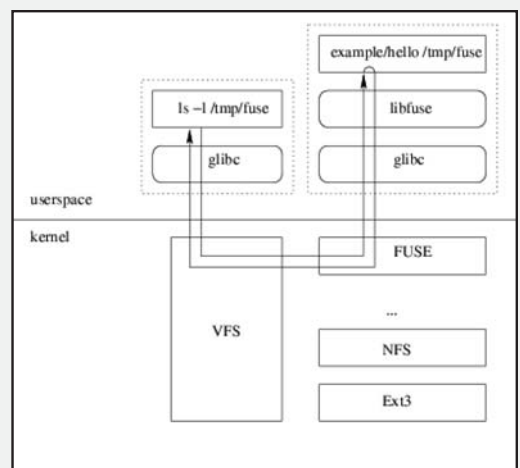 example/hello /tmp/fuse
ls –l /tmp/fuse
libfuse
glibc
glibc
userspace
kernel
FUSE
VFS
...
NFS
Ext3